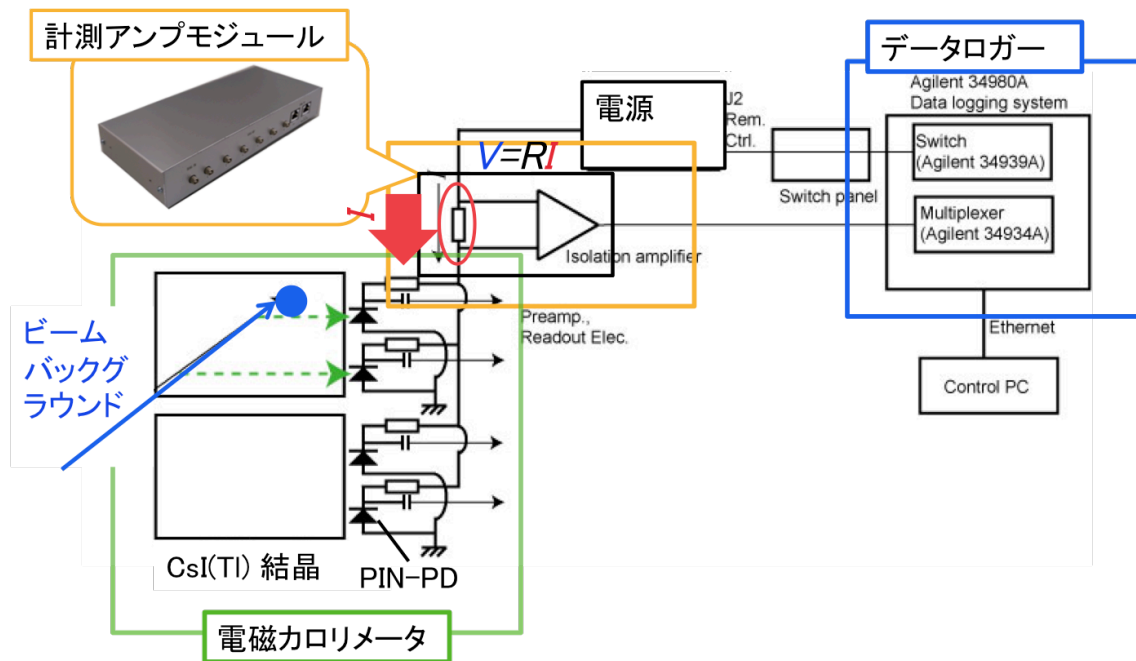 計測アンプモジュール
データロガー
Agilent 34980A
Data logging system
電源
J2
Rem.
Ctrl.
Switch
(Agilent 34939A)
V=RI
Switch panel
Multiplexer
(Agilent 34934A)
Isolation amplifier
ビーム
バックグ
ラウンド
Preamp.,
Readout Elec.
Ethernet
Control PC
CsI(Tl) 結晶
PIN-PD
電磁カロリメータ